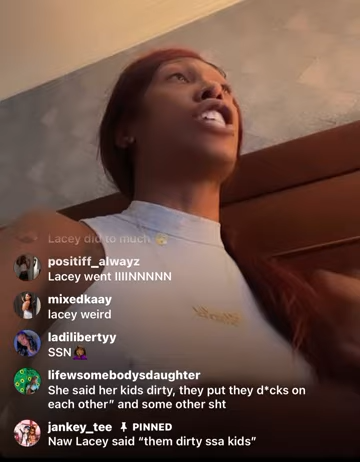 Lacey did to much
positiff_alwayz
Lacey went IIIINNNNN
mixedkaay
lacey weird
ladilibertyy
SSN
lifewsomebodysdaughter
She said her kids dirty, they put they d*cks on
each other” and some other sht
jankey_tee PINNED
Naw Lacey said “them dirty ssa kids”